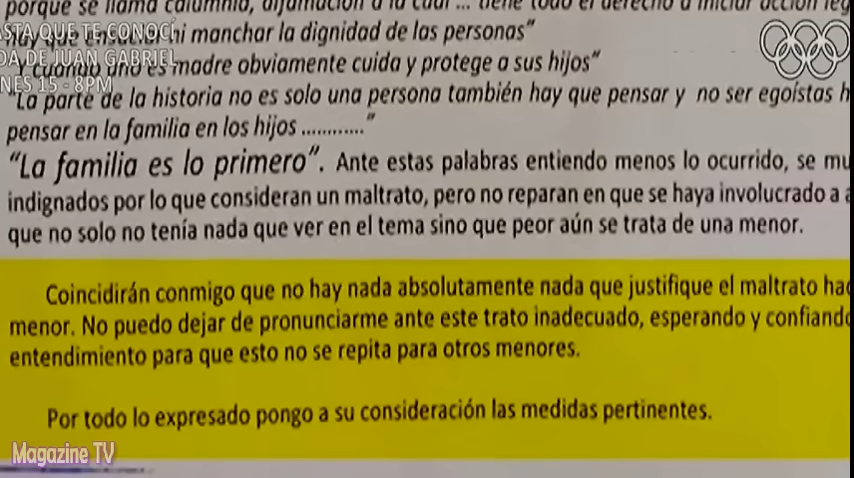 porque se llama calumnia, difamación a la cual ... tiene todo el derecho a iniciar acción leg
hay que ensucie ni manchar la dignidad de las personas"
"Y cuando uno es madre obviamente cuida y protege a sus hijos"
"La parte de la historia no es solo una persona también hay que pensar y no ser egoístas h
pensar en la familia en los hijos ............"
"La familia es lo primero". Ante estas palabras entiendo menos lo ocurrido, se mu
indignados por lo que consideran un maltrato, pero no reparan en que se haya involucrado a a
que no solo no tenía nada que ver en el tema sino que peor aún se trata de una menor.
Coincidirán conmigo que no hay nada absolutamente nada que justifique el maltrato hac
menor. No puedo dejar de pronunciarme ante este trato inadecuado, esperando y confiando
entendimiento para que esto no se repita para otros menores.
Por todo lo expresado pongo a su consideración las medidas pertinentes.
ASTA QUE TE CONOCÍ
DA DE JUAN GABRIEL
NES 15 - 8PM
Magazine TV